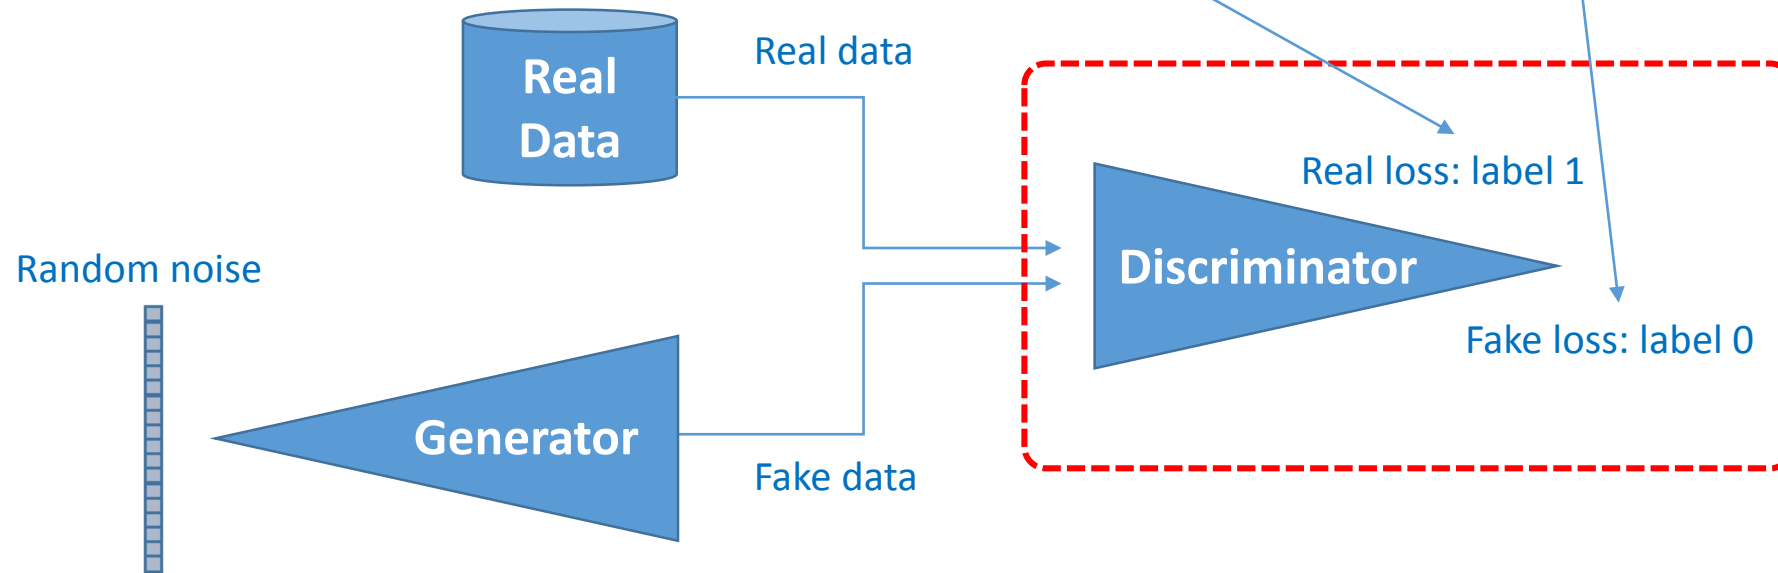 Real
Data
Real data
Real loss: label 1
Random noise
Discriminator
Fake loss: label 0
Generator
Fake data